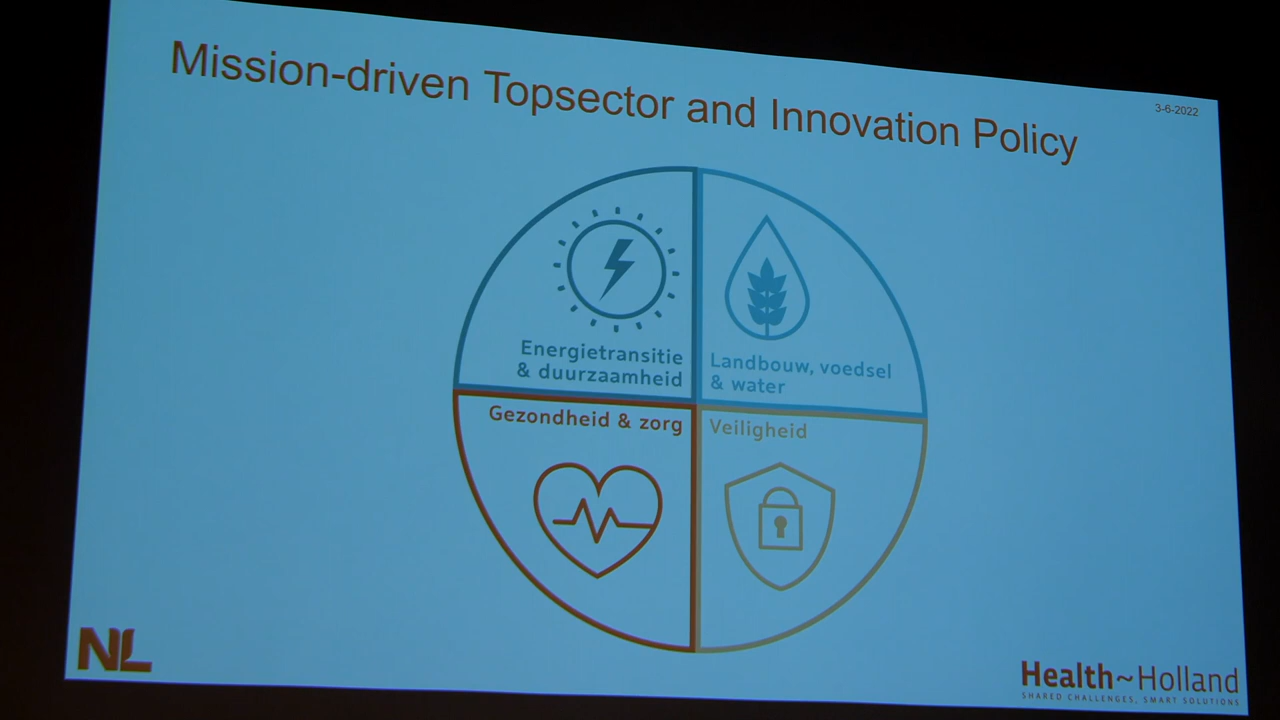 Mission-driven Topsector and Innovation Policy
3-6-2022
Energietransitie
& duurzaamheid
Landbouw, voedsel
& water
Gezondheid & zorg
Veiligheid
NL
Health~Holland
SHARED CHALLENGES, SMART SOLUTIONS